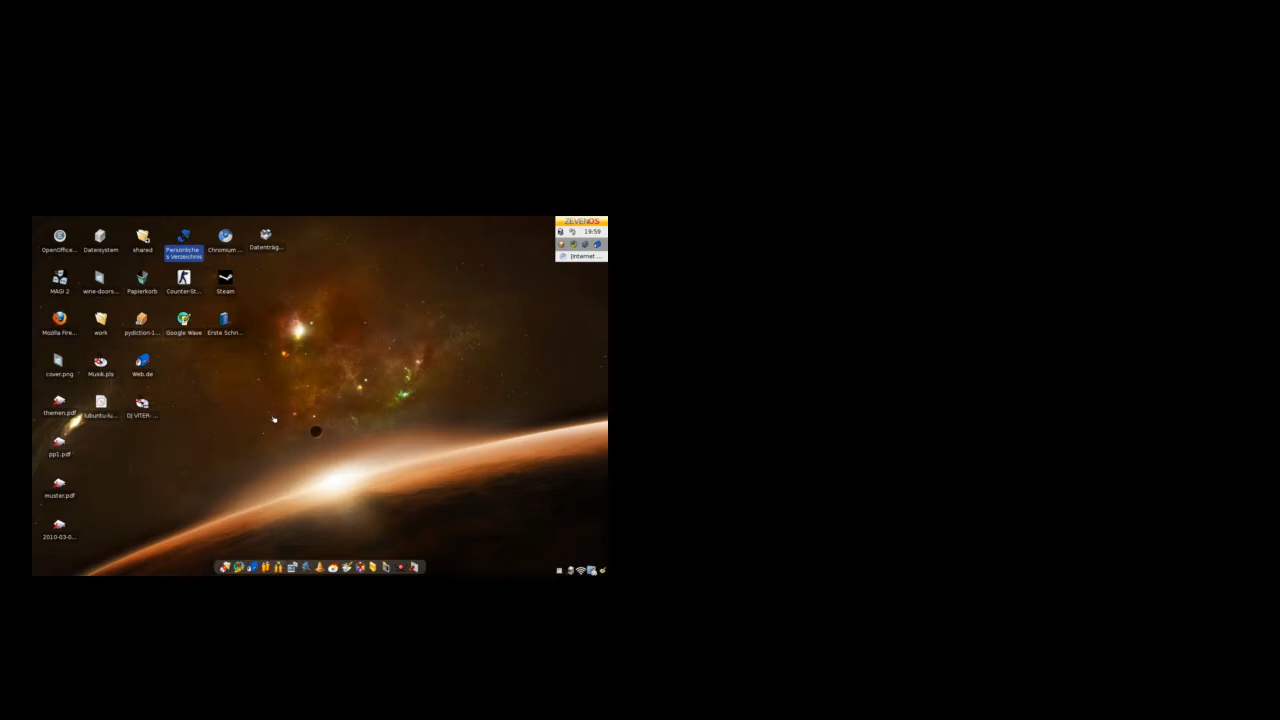 ZEVENOS
19:59
[Internet ...
OpenOffice...
Dateisystem
shared
Persönliche
s Verzeichnis
Chromium ...
Datenträg...
MAGI 2
wine-doors...
Papierkorb
Counter-St...
Steam
Mozilla Fire...
work
pydiction-1...
Google Wave
Erste Schri...
cover.png
Musik.pls
Web.de
themen.pdf
lubuntu-lu...
DJ VITER- ...
pp1.pdf
muster.pdf
2010-03-0...